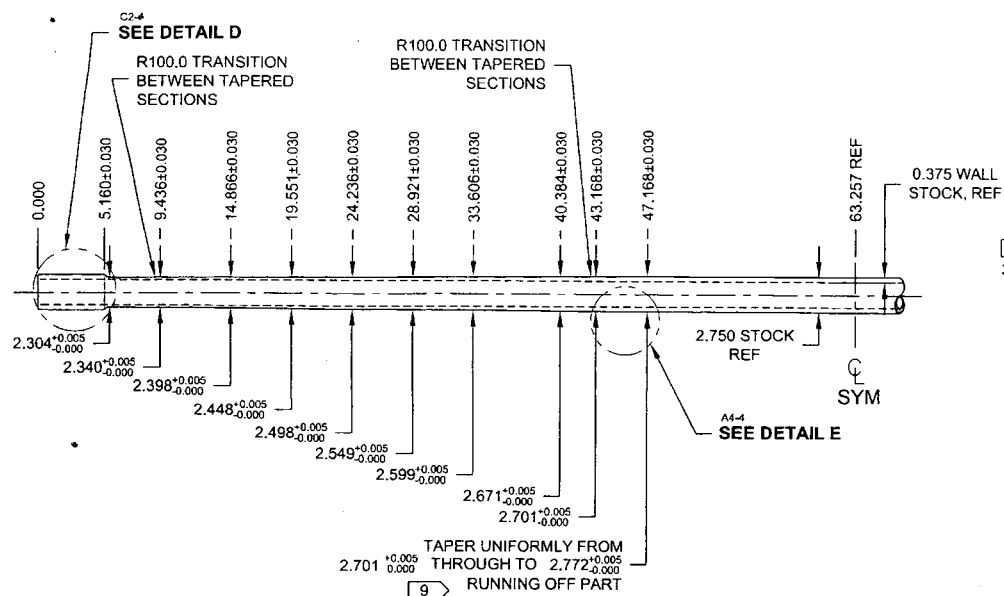 C2-4
SEE DETAIL D
R100.0 TRANSITION
BETWEEN TAPERED
SECTIONS
R100.0 TRANSITION
BETWEEN TAPERED
SECTIONS
0.000
5.160±0.030
9.436±0.030
14.866±0.030
19.551±0.030
24.236±0.030
28.921±0.030
33.606±0.030
40.384±0.030
43.168±0.030
47.168±0.030
63.257 REF
0.375 WALL
STOCK, REF
2.304 +0.005 -0.000
2.340 +0.005 -0.000
2.398 +0.005 -0.000
2.448 +0.005 -0.000
2.498 +0.005 -0.000
2.549 +0.005 -0.000
2.599 +0.005 -0.000
2.671 +0.005 -0.000
2.701 +0.005 -0.000
2.750 STOCK
REF
℄
SYM
A4-4
SEE DETAIL E
TAPER UNIFORMLY FROM
2.701 +0.005 0.000 THROUGH TO 2.772 +0.005 -0.000
RUNNING OFF PART
9